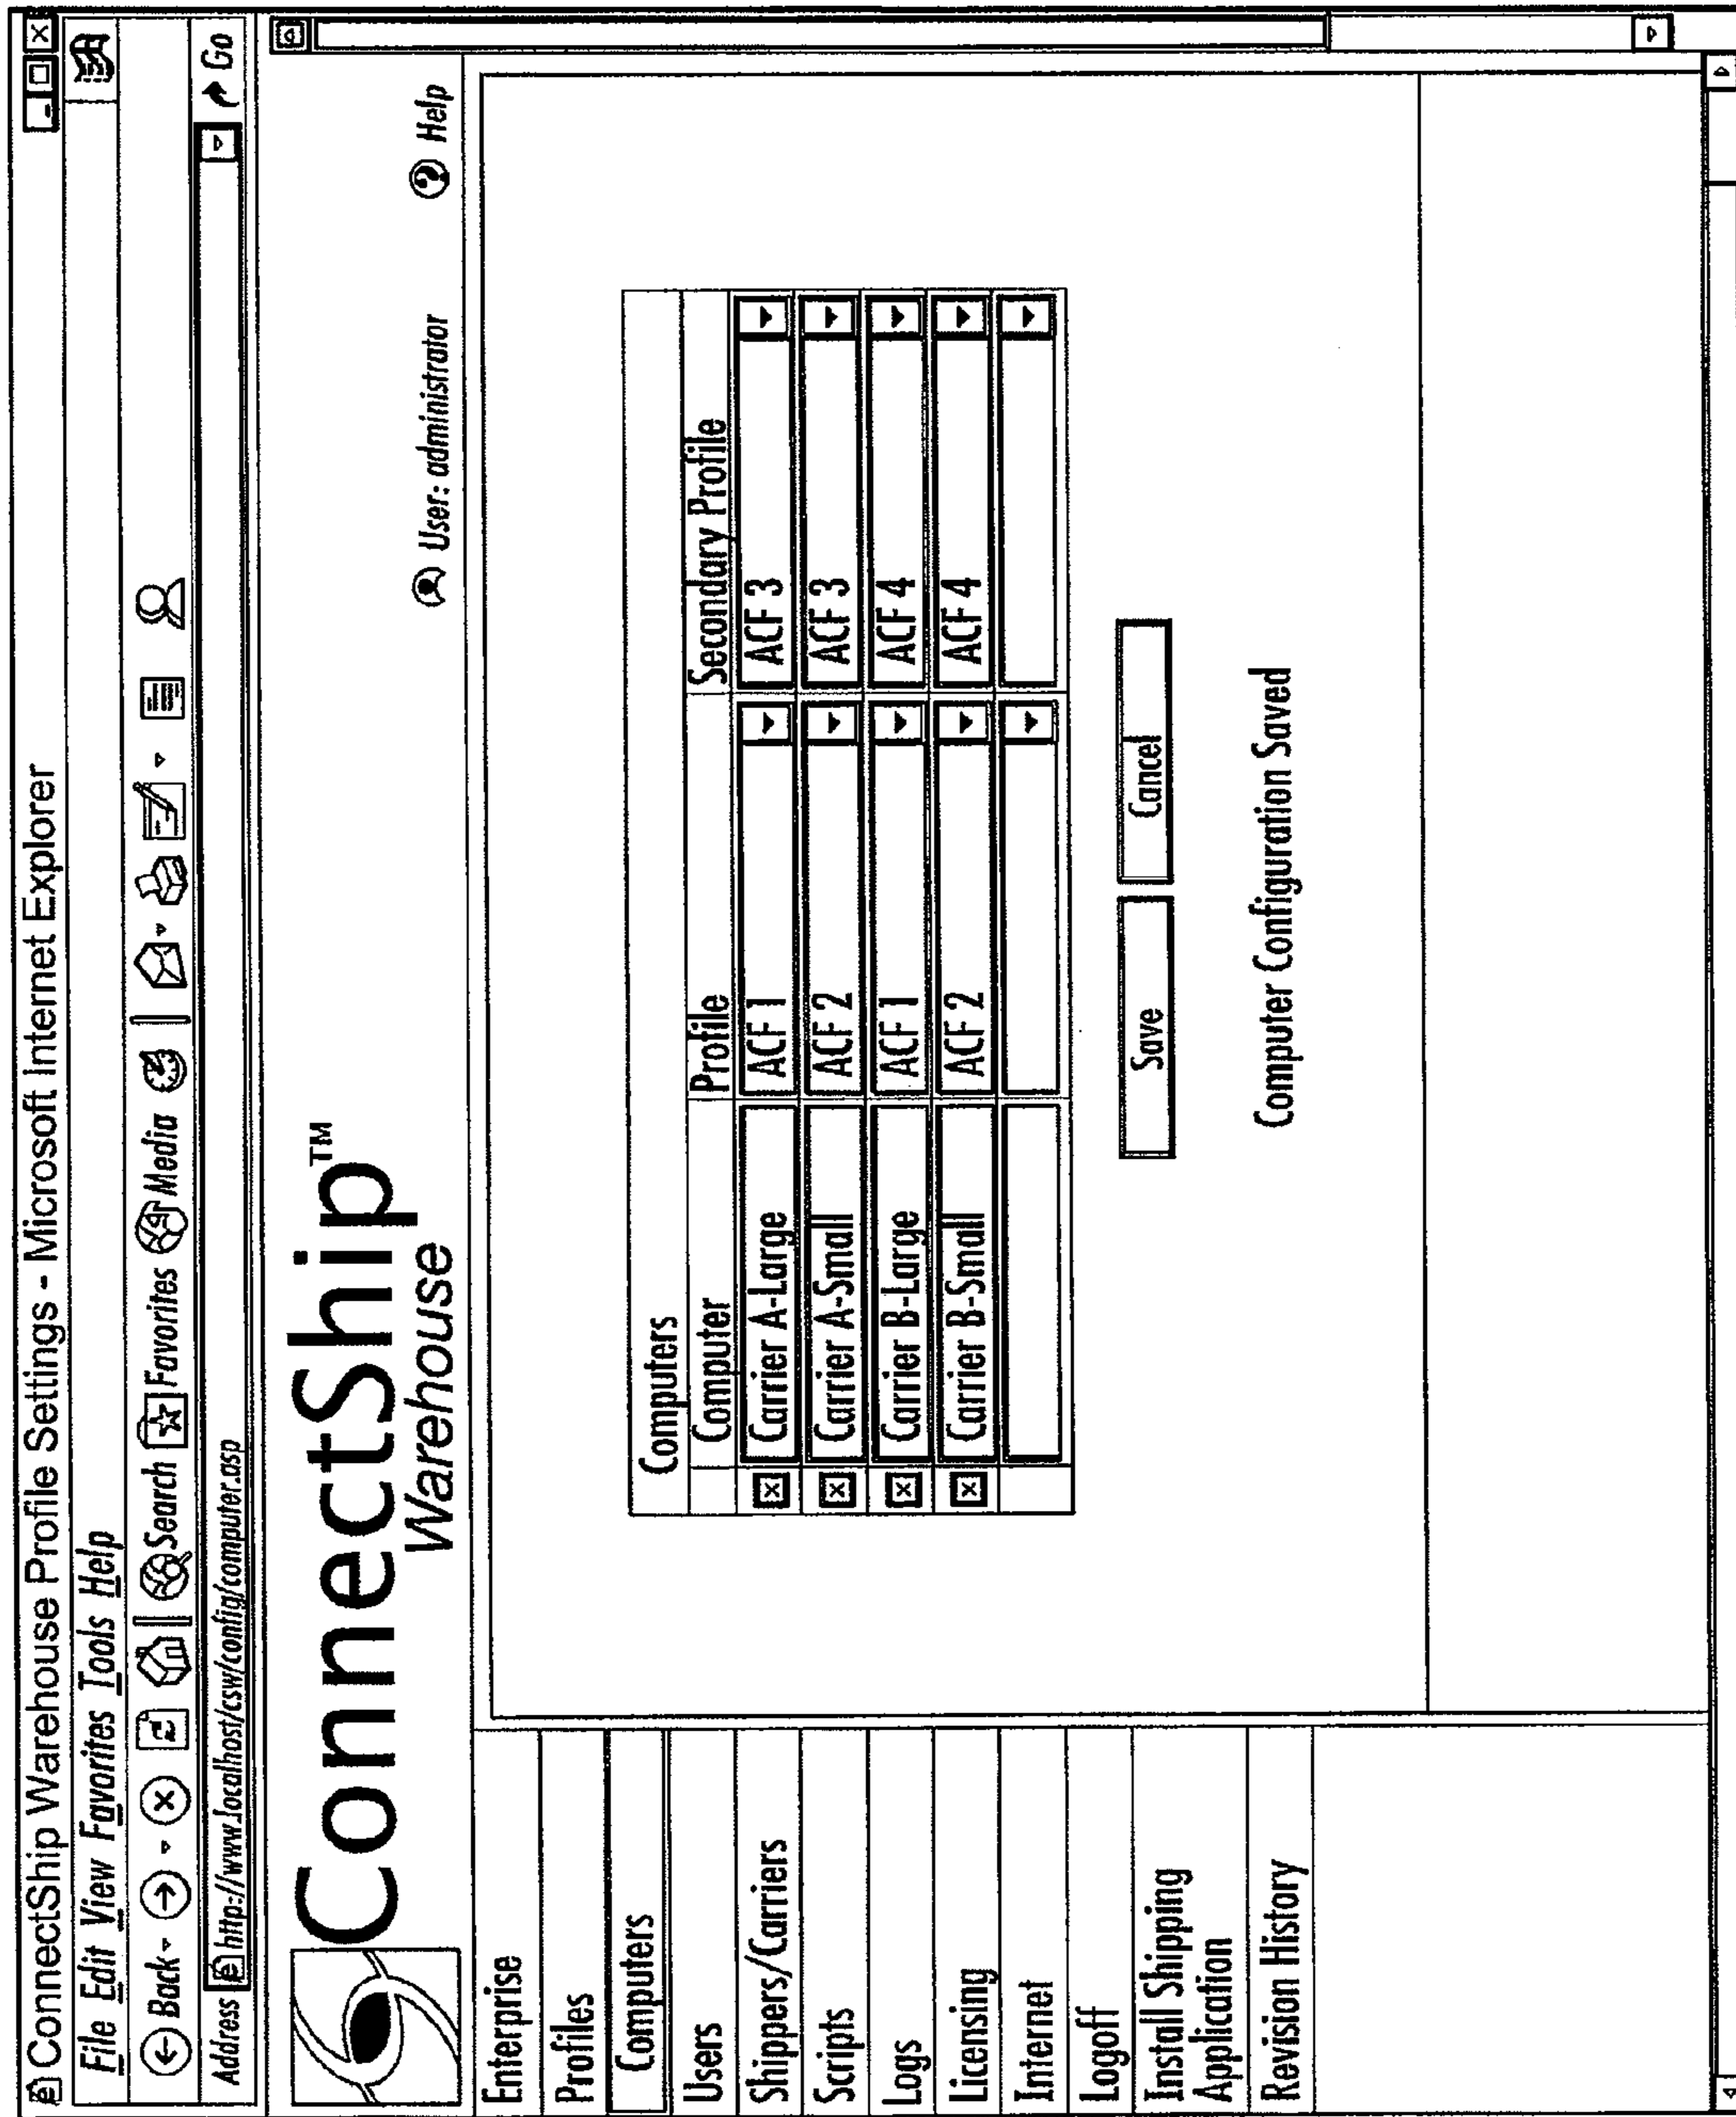 ConnectShip Warehouse Profile Settings - Microsoft Internet Explorer
File Edit View Favorites Tools Help
Back Search Favorites Media
Address http://www.localhost/csw/config/computer.asp Go
ConnectShip™
Warehouse
User: administrator Help
Enterprise
Profiles
Computers
Users
Shippers/Carriers
Scripts
Logs
Licensing
Internet
Logoff
Install Shipping
Application
Revision History
Computers
Computer Profile Secondary Profile
Carrier A-Large ACF 1 ACF 3
Carrier A-Small ACF 2 ACF 3
Carrier B-Large ACF 1 ACF 4
Carrier B-Small ACF 2 ACF 4
Save Cancel
Computer Configuration Saved